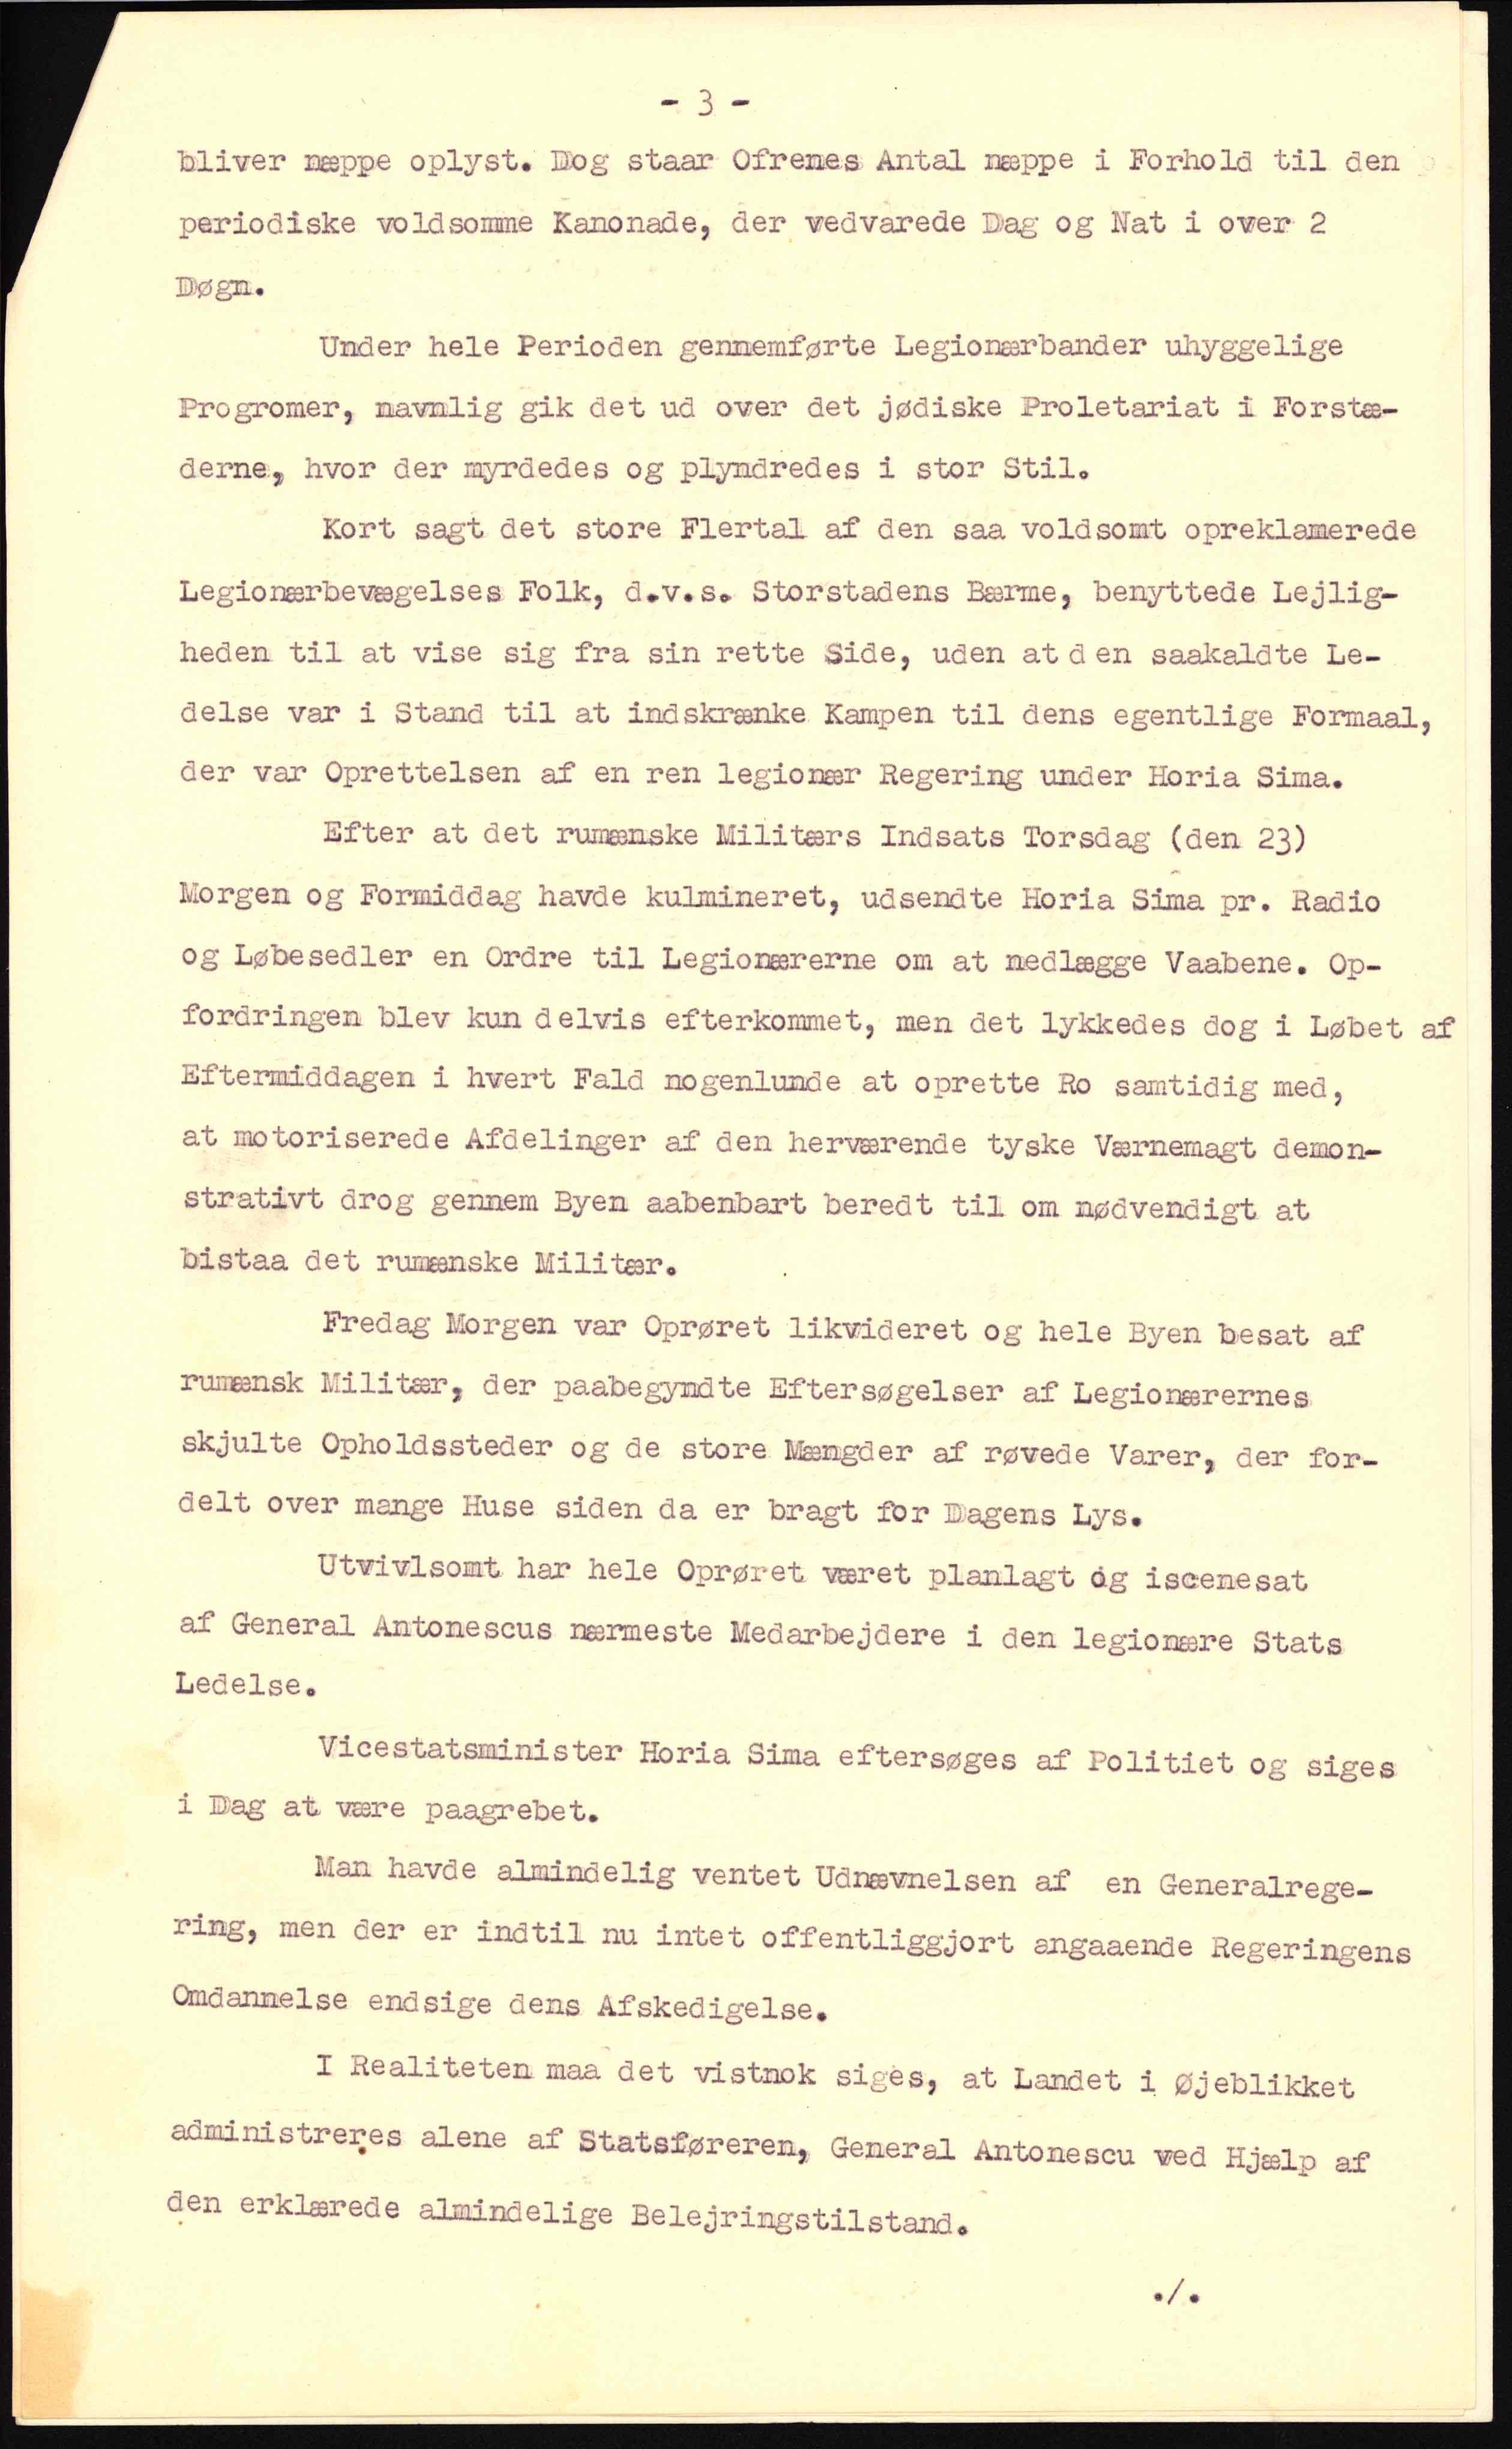 - 3 -
bliver næppe oplyst. Dog staar Ofrenes Antal næppe i Forhold til den
periodiske voldsomme Kanonade, der vedvarede Dag og Nat i over 2
Døgn.
Under hele Perioden gennemførte Legionærbander uhyggelige
Progromer, navnlig gik det ud over det jødiske Proletariat i Forstæ-
derne, hvor der myrdedes og plyndredes i stor Stil.
Kort sagt det store Flertal af den saa voldsomt opreklamerede
Legionærbevægelses Folk, d.v.s. Storstadens Bærme, benyttede Lejlig-
heden til at vise sig fra sin rette Side, uden at den saakaldte Le-
delse var i Stand til at indskrænke Kampen til dens egentlige Formaal,
der var Oprettelsen af en ren legionær Regering under Horia Sima.
Efter at det rumænske Militærs Indsats Torsdag (den 23)
Morgen og Formiddag havde kulmineret, udsendte Horia Sima pr. Radio
og Løbesedler en Ordre til Legionærerne om at nedlægge Vaabene. Op-
fordringen blev kun delvis efterkommet, men det lykkedes dog i Løbet af
Eftermiddagen i hvert Fald nogenlunde at oprette Ro samtidig med,
at motoriserede Afdelinger af den herværende tyske Værnemagt demon-
strativt drog gennem Byen aabenbart beredt til om nødvendigt at
bistaa det rumænske Militær.
Fredag Morgen var Oprøret likvideret og hele Byen besat af
rumænsk Militær, der paabegyndte Eftersøgelser af Legionærernes
skjulte Opholdssteder og de store Mængder af røvede Varer, der for-
delt over mange Huse siden da er bragt for Dagens Lys.
Utvivlsomt har hele Oprøret været planlagt og iscenesat
af General Antonescus nærmeste Medarbejdere i den legionære Stats
Ledelse.
Vicestatsminister Horia Sima eftersøges af Politiet og siges
i Dag at være paagrebet.
Man havde almindelig ventet Udnævnelsen af en Generalrege-
ring, men der er indtil nu intet offentliggjort angaaende Regeringens
Omdannelse endsige dens Afskedigelse.
I Realiteten maa det vistnok siges, at Landet i Øjeblikket
administreres alene af Statsføreren, General Antonescu ved Hjælp af
den erklærede almindelige Belejringstilstand.
./.